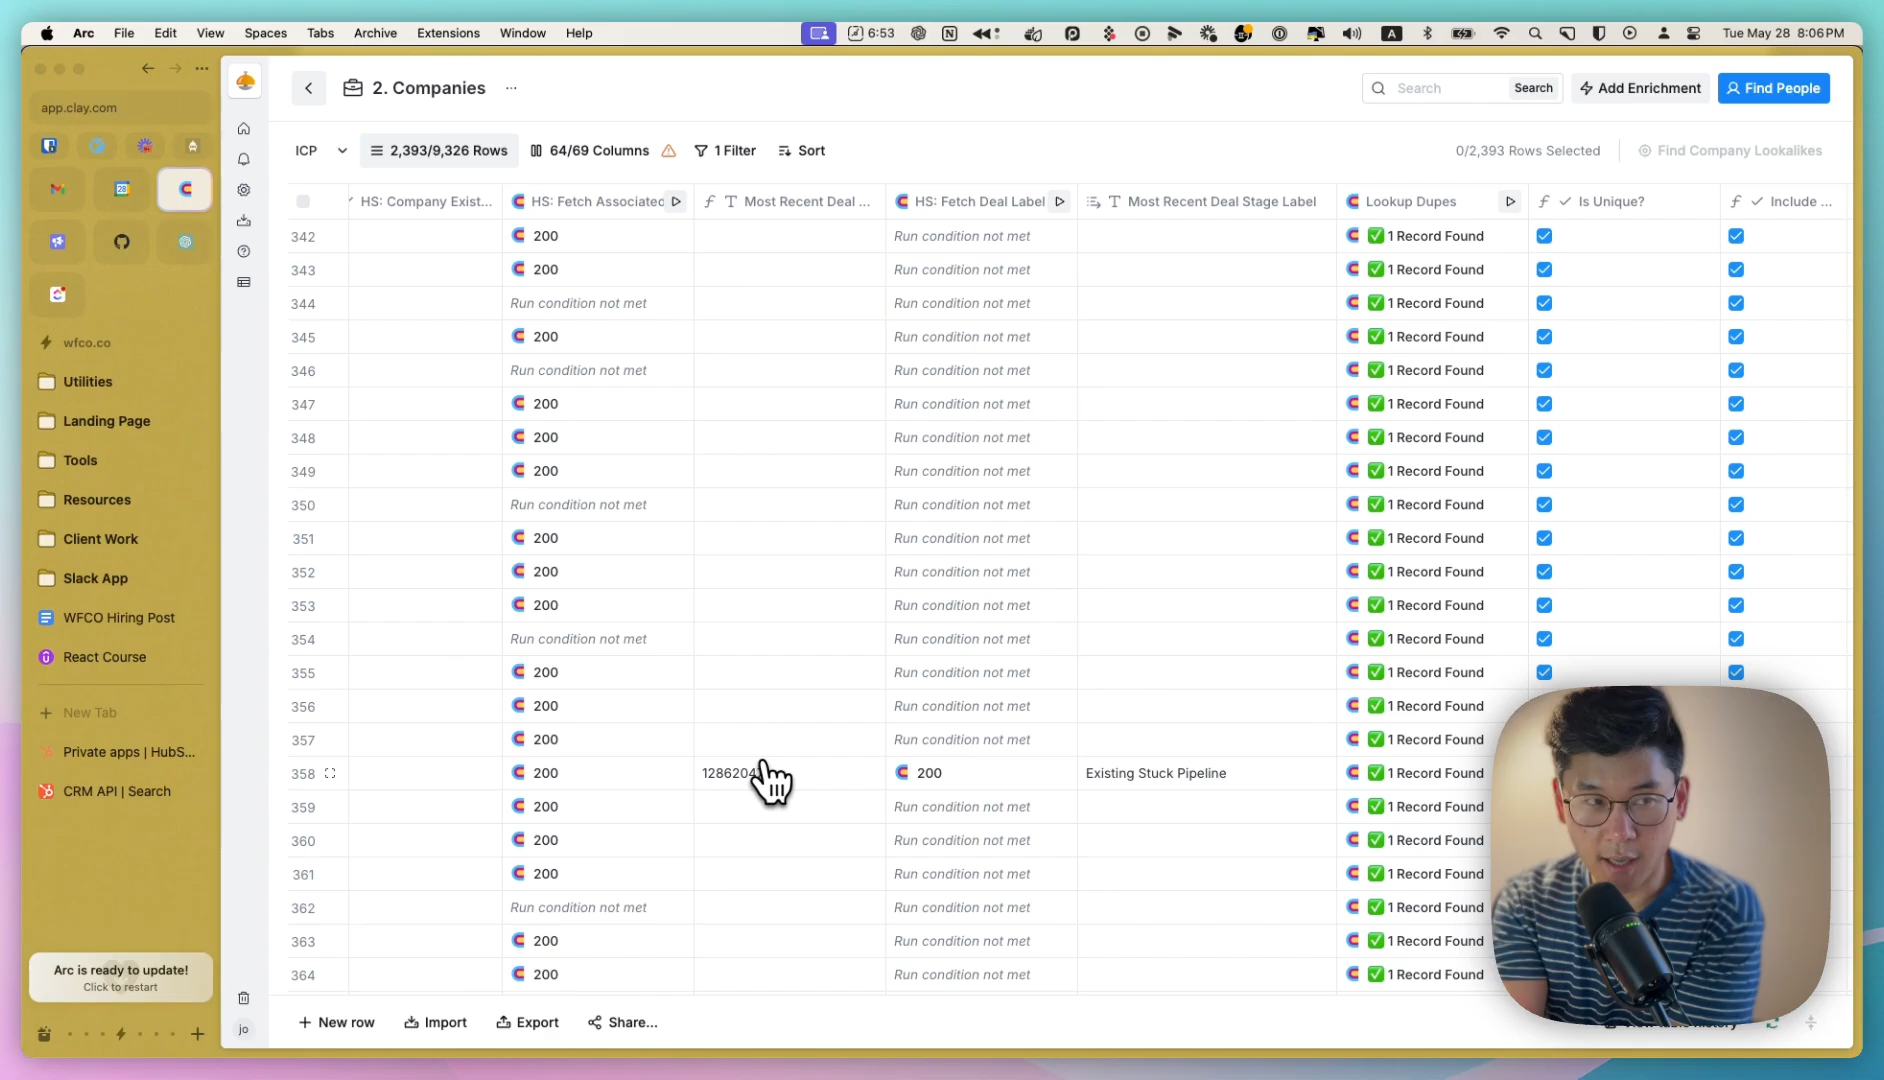 Arc File Edit View Spaces Tabs Archive Extensions Window Help
6:53 A Tue May 28 8:06 PM
app.clay.com
28
wfco.co
Utilities
Landing Page
Tools
Resources
Client Work
Slack App
WFCO Hiring Post
React Course
New Tab
Private apps | HubS...
CRM API | Search
Arc is ready to update!
Click to restart
jo
2. Companies ...
Search Search Add Enrichment Find People
ICP 2,393/9,326 Rows 64/69 Columns 1 Filter Sort
0/2,393 Rows Selected Find Company Lookalikes
HS: Company Exist... HS: Fetch Associated Most Recent Deal ... HS: Fetch Deal Label Most Recent Deal Stage Label Lookup Dupes Is Unique? Include ...
342 200 Run condition not met 1 Record Found
343 200 Run condition not met 1 Record Found
344 Run condition not met Run condition not met 1 Record Found
345 200 Run condition not met 1 Record Found
346 Run condition not met Run condition not met 1 Record Found
347 200 Run condition not met 1 Record Found
348 200 Run condition not met 1 Record Found
349 200 Run condition not met 1 Record Found
350 Run condition not met Run condition not met 1 Record Found
351 200 Run condition not met 1 Record Found
352 200 Run condition not met 1 Record Found
353 200 Run condition not met 1 Record Found
354 Run condition not met Run condition not met 1 Record Found
355 200 Run condition not met 1 Record Found
356 200 Run condition not met 1 Record Found
357 200 Run condition not met 1 Record Found
358 200 200 Existing Stuck Pipeline 1 Record Found
359 200 Run condition not met 1 Record Found
360 200 Run condition not met 1 Record Found
361 200 Run condition not met 1 Record Found
362 Run condition not met Run condition not met 1 Record Found
363 200 Run condition not met 1 Record Found
364 200 Run condition not met 1 Record Found
New row Import Export Share...